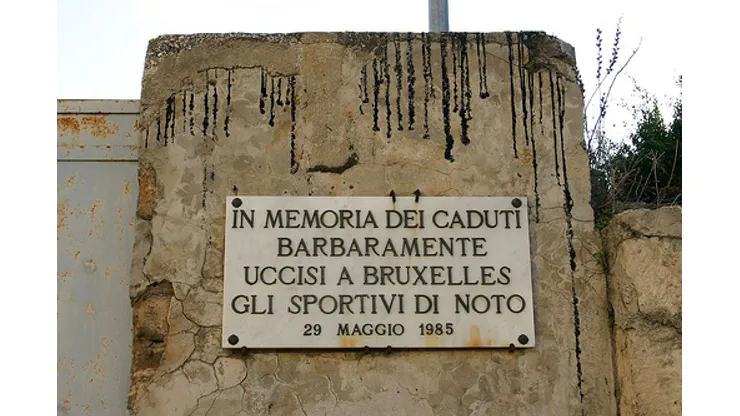 IN MEMORIA DEI CADUTI
BARBARAMENTE
UCCISI A BRUXELLES
GLI SPORTIVI DI NOTO
29 MAGGIO 1985